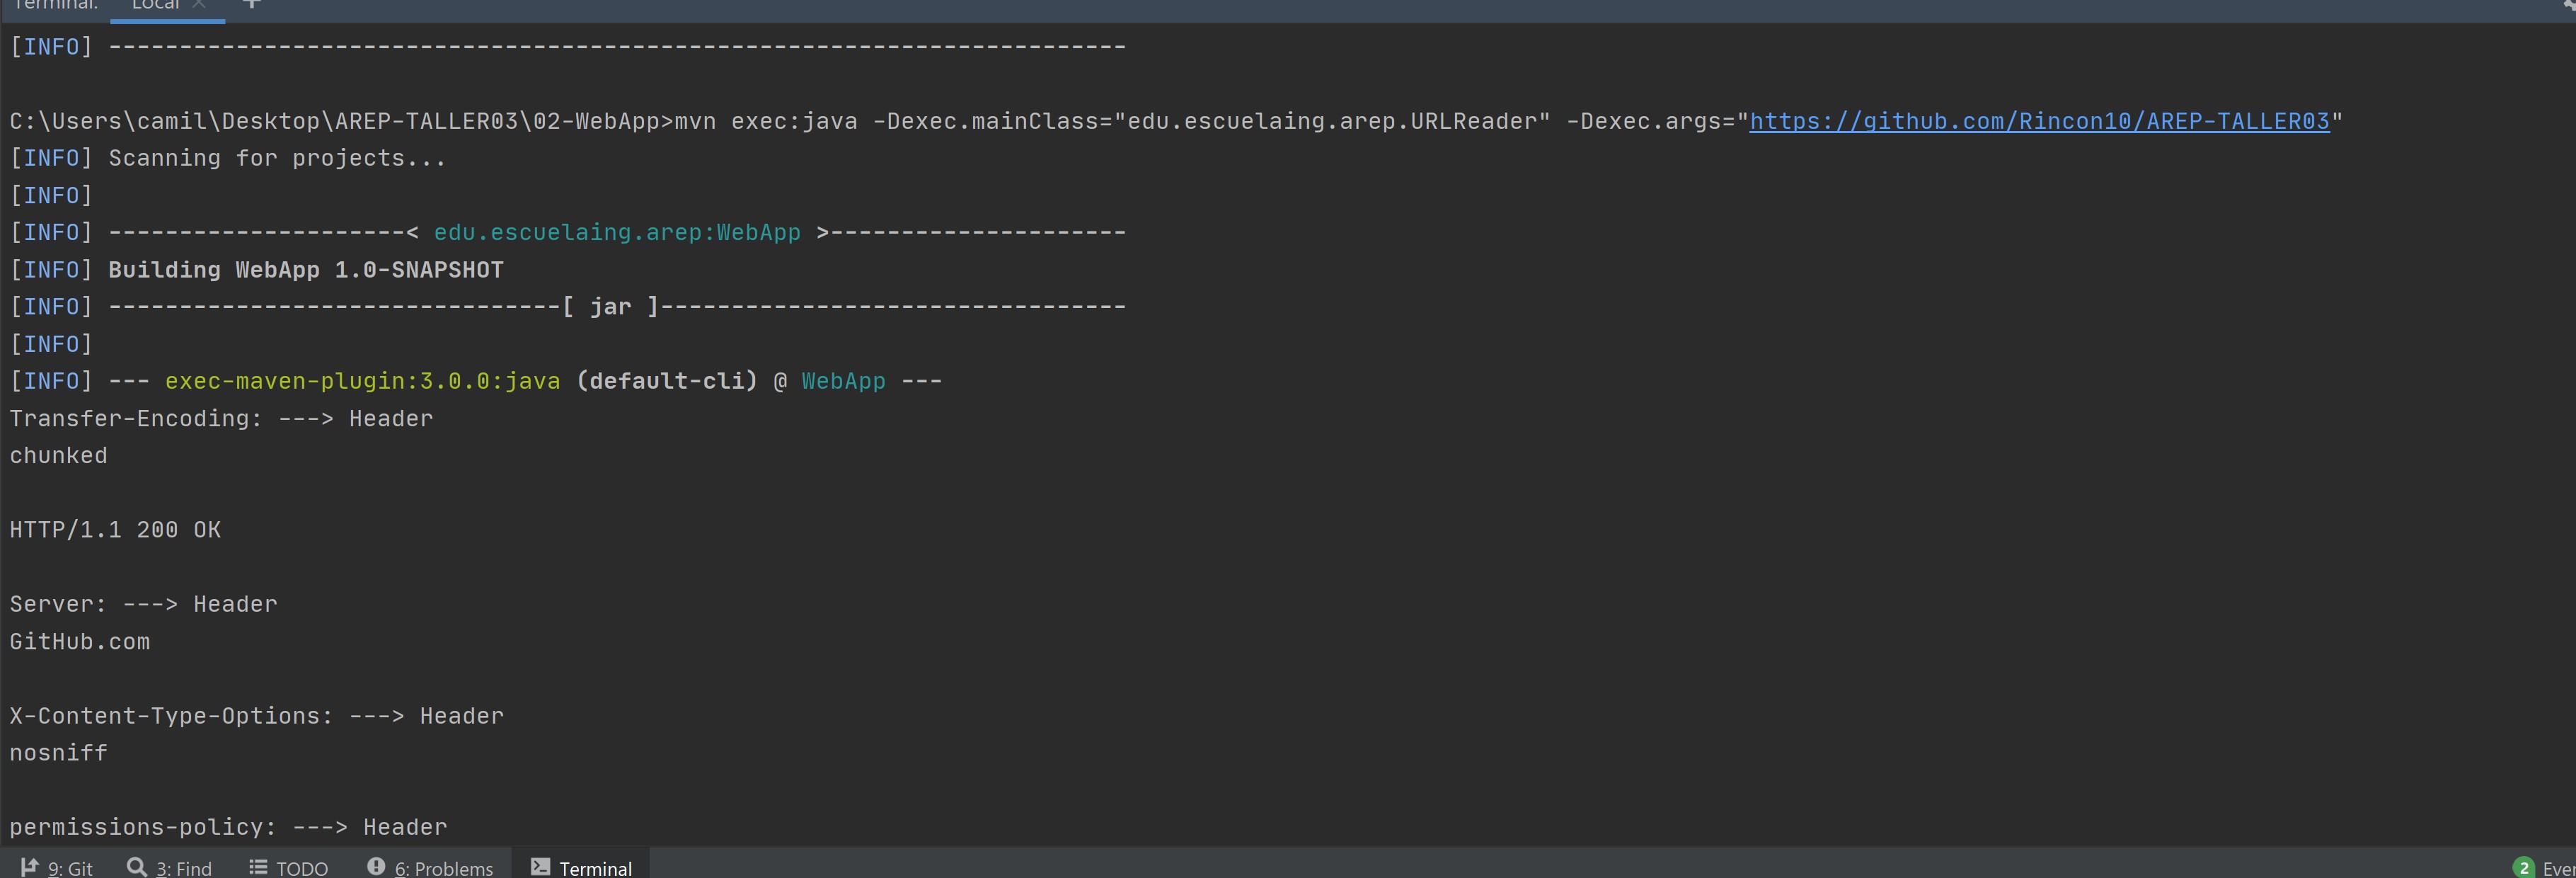 Terminal: Local × +
[INFO] ------------------------------------------------------------------------
C:\Users\camil\Desktop\AREP-TALLER03\02-WebApp>mvn exec:java -Dexec.mainClass="edu.escuelaing.arep.URLReader" -Dexec.args="https://github.com/Rincon10/AREP-TALLER03"
[INFO] Scanning for projects...
[INFO]
[INFO] ---------------------< edu.escuelaing.arep:WebApp >---------------------
[INFO] Building WebApp 1.0-SNAPSHOT
[INFO] --------------------------------[ jar ]---------------------------------
[INFO]
[INFO] --- exec-maven-plugin:3.0.0:java (default-cli) @ WebApp ---
Transfer-Encoding: ---> Header
chunked
HTTP/1.1 200 OK
Server: ---> Header
GitHub.com
X-Content-Type-Options: ---> Header
nosniff
permissions-policy: ---> Header
9: Git 3: Find TODO 6: Problems Terminal 2